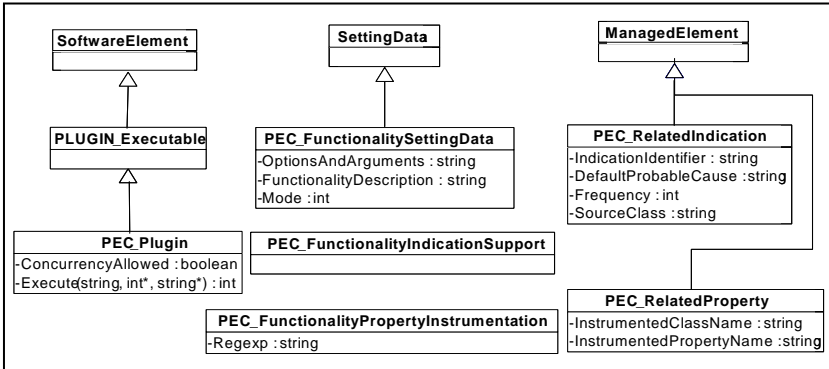 SoftwareElement
PLUGIN_Executable
PEC_Plugin
-ConcurrencyAllowed : boolean
-Execute(string, int*, string*) : int
SettingData
PEC_FunctionalitySettingData
-OptionsAndArguments : string
-FunctionalityDescription : string
-Mode : int
PEC_FunctionalityIndicationSupport
PEC_FunctionalityPropertyInstrumentation
-Regexp : string
ManagedElement
PEC_RelatedIndication
-IndicationIdentifier : string
-DefaultProbableCause : string
-Frequency : int
-SourceClass : string
PEC_RelatedProperty
-InstrumentedClassName : string
-InstrumentedPropertyName : string